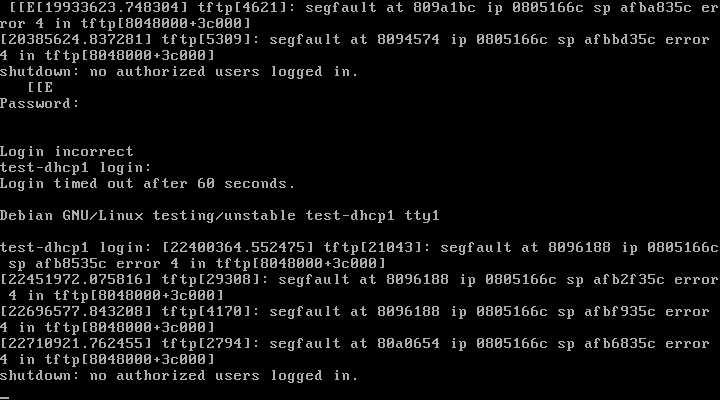 [[E[19933623.748304] tftp[4621]: segfault at 809a1bc ip 0805166c sp afba835c er
ror 4 in tftp[8048000+3c000]
[20385624.837281] tftp[5309]: segfault at 8094574 ip 0805166c sp afbbd35c error
4 in tftp[8048000+3c000]
shutdown: no authorized users logged in.
[[E
Password:
Login incorrect
test-dhcp1 login:
Login timed out after 60 seconds.
Debian GNU/Linux testing/unstable test-dhcp1 tty1
test-dhcp1 login: [22400364.552475] tftp[21043]: segfault at 8096188 ip 0805166c
sp afb8535c error 4 in tftp[8048000+3c000]
[22451972.075816] tftp[29308]: segfault at 8096188 ip 0805166c sp afb2f35c error
4 in tftp[8048000+3c000]
[22696577.843208] tftp[4170]: segfault at 8096188 ip 0805166c sp afbf935c error
4 in tftp[8048000+3c000]
[22710921.762455] tftp[2794]: segfault at 80a0654 ip 0805166c sp afb6835c error
4 in tftp[8048000+3c000]
shutdown: no authorized users logged in.